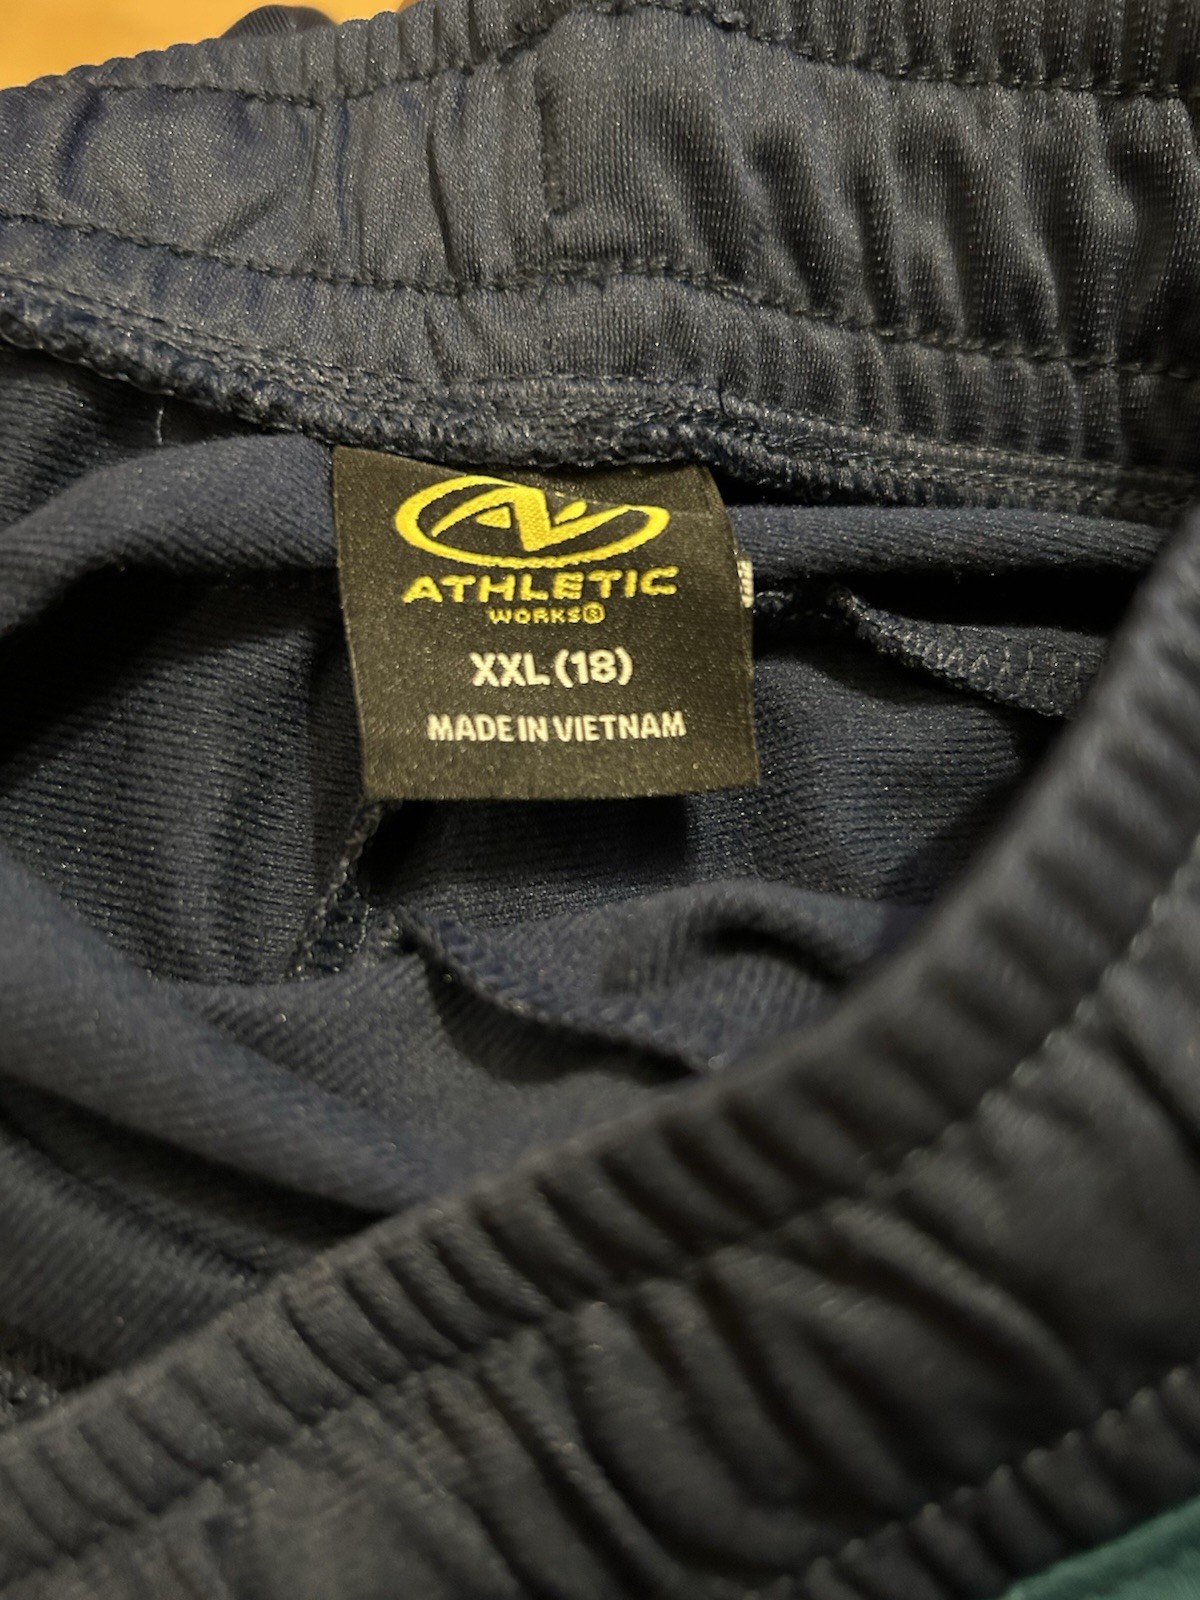 ATHLETIC
WORKS®
XXL (18)
MADE IN VIETNAM